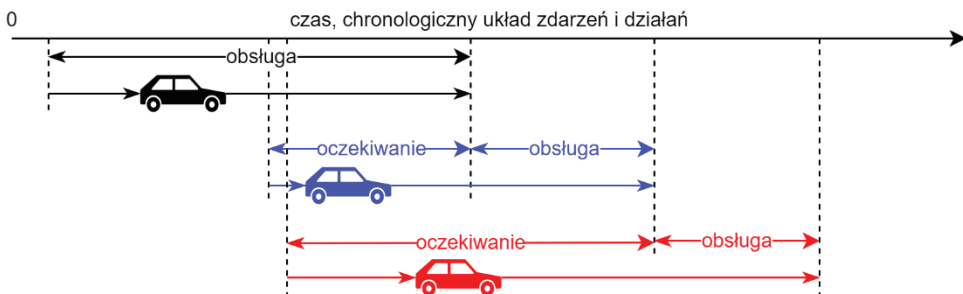 0
czas, chronologiczny układ zdarzeń i działań
obsługa
oczekiwanie obsługa
oczekiwanie obsługa